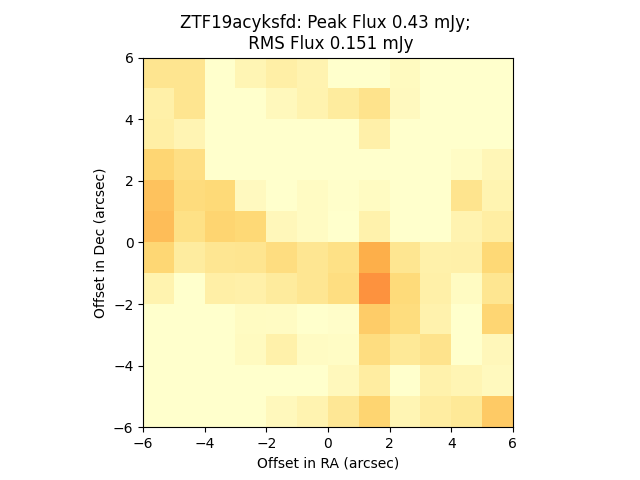 ZTF19acyksfd: Peak Flux 0.43 mJy;
RMS Flux 0.151 mJy
6
4
2
0
−2
−4
−6
Offset in Dec (arcsec)
−6 −4 −2 0 2 4 6
Offset in RA (arcsec)